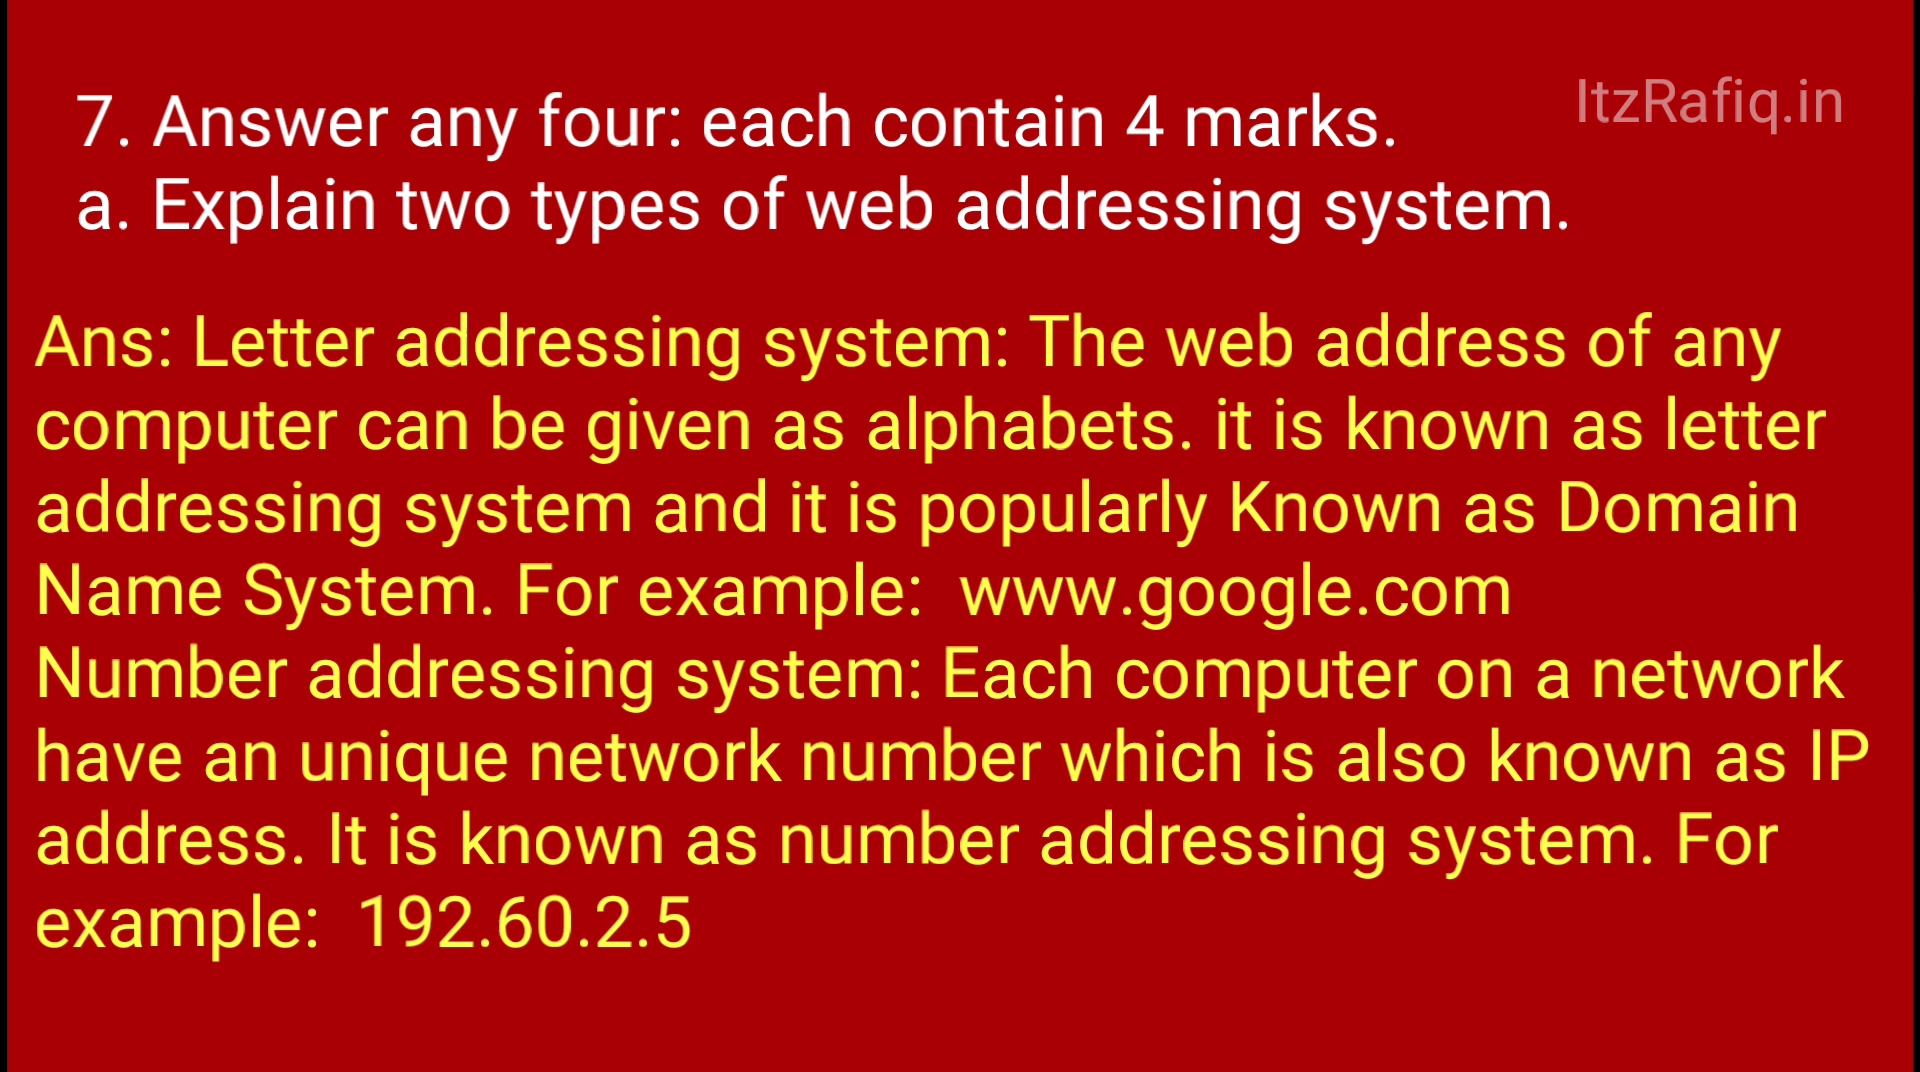 ItzRafiq.in
7. Answer any four: each contain 4 marks.
a. Explain two types of web addressing system.
Ans: Letter addressing system: The web address of any
computer can be given as alphabets. it is known as letter
addressing system and it is popularly Known as Domain
Name System. For example:  www.google.com
Number addressing system: Each computer on a network
have an unique network number which is also known as IP
address. It is known as number addressing system. For
example:  192.60.2.5